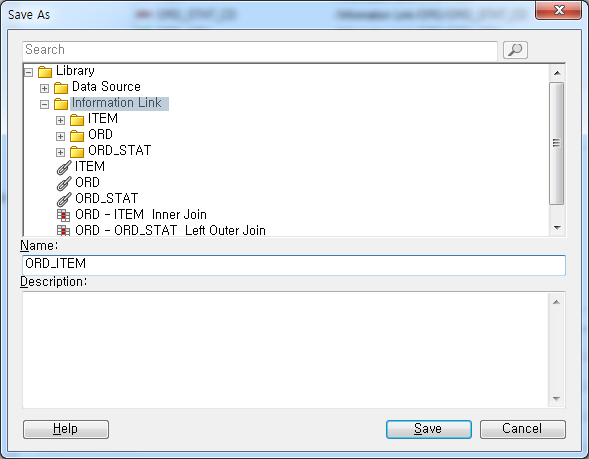 Save As
Search
Library
Data Source
Information Link
ITEM
ORD
ORD_STAT
ITEM
ORD
ORD_STAT
ORD - ITEM Inner Join
ORD - ORD_STAT Left Outer Join
Name:
ORD_ITEM
Description:
Help
Save
Cancel